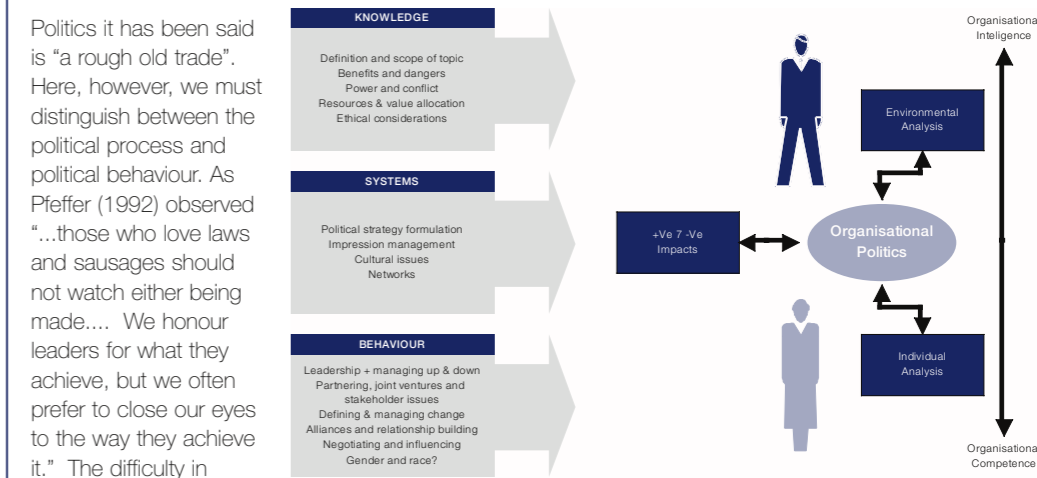 Politics it has been said
is “a rough old trade”.
Here, however, we must
distinguish between the
political process and
political behaviour. As
Pfeffer (1992) observed
“...those who love laws
and sausages should
not watch either being
made.... We honour
leaders for what they
achieve, but we often
prefer to close our eyes
to the way they achieve
it.” The difficulty in
KNOWLEDGE
Definition and scope of topic
Benefits and dangers
Power and conflict
Resources & value allocation
Ethical considerations
SYSTEMS
Political strategy formulation
Impression management
Cultural issues
Networks
BEHAVIOUR
Leadership + managing up & down
Partnering, joint ventures and
stakeholder issues
Defining & managing change
Alliances and relationship building
Negotiating and influencing
Gender and race?
+Ve 7 -Ve
Impacts
Organisational
Politics
Environmental
Analysis
Individual
Analysis
Organisationa
Inteligence
Organisationa
Competence